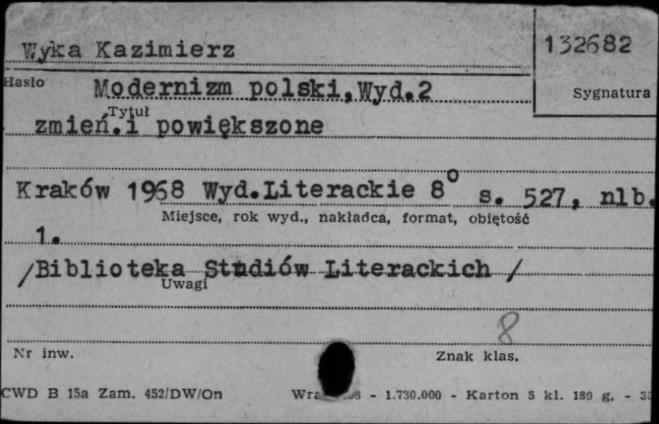 Wyka Kazimierz
132682
Hasło
Modernizm polski,Wyd.2
Sygnatura
Tytuł
zmień.i powiększone
Kraków 1968 Wyd.Literackie 8° s. 527, nlb.
Miejsce, rok wyd., nakładca, format, objętość
1.
/Biblioteka Studiów Literackich /
Uwagi
8
Nr inw.
Znak klas.
CWD B 15a Zam. 452/DW/On - 1.730.000 - Karton 5 kl. 180 g. -